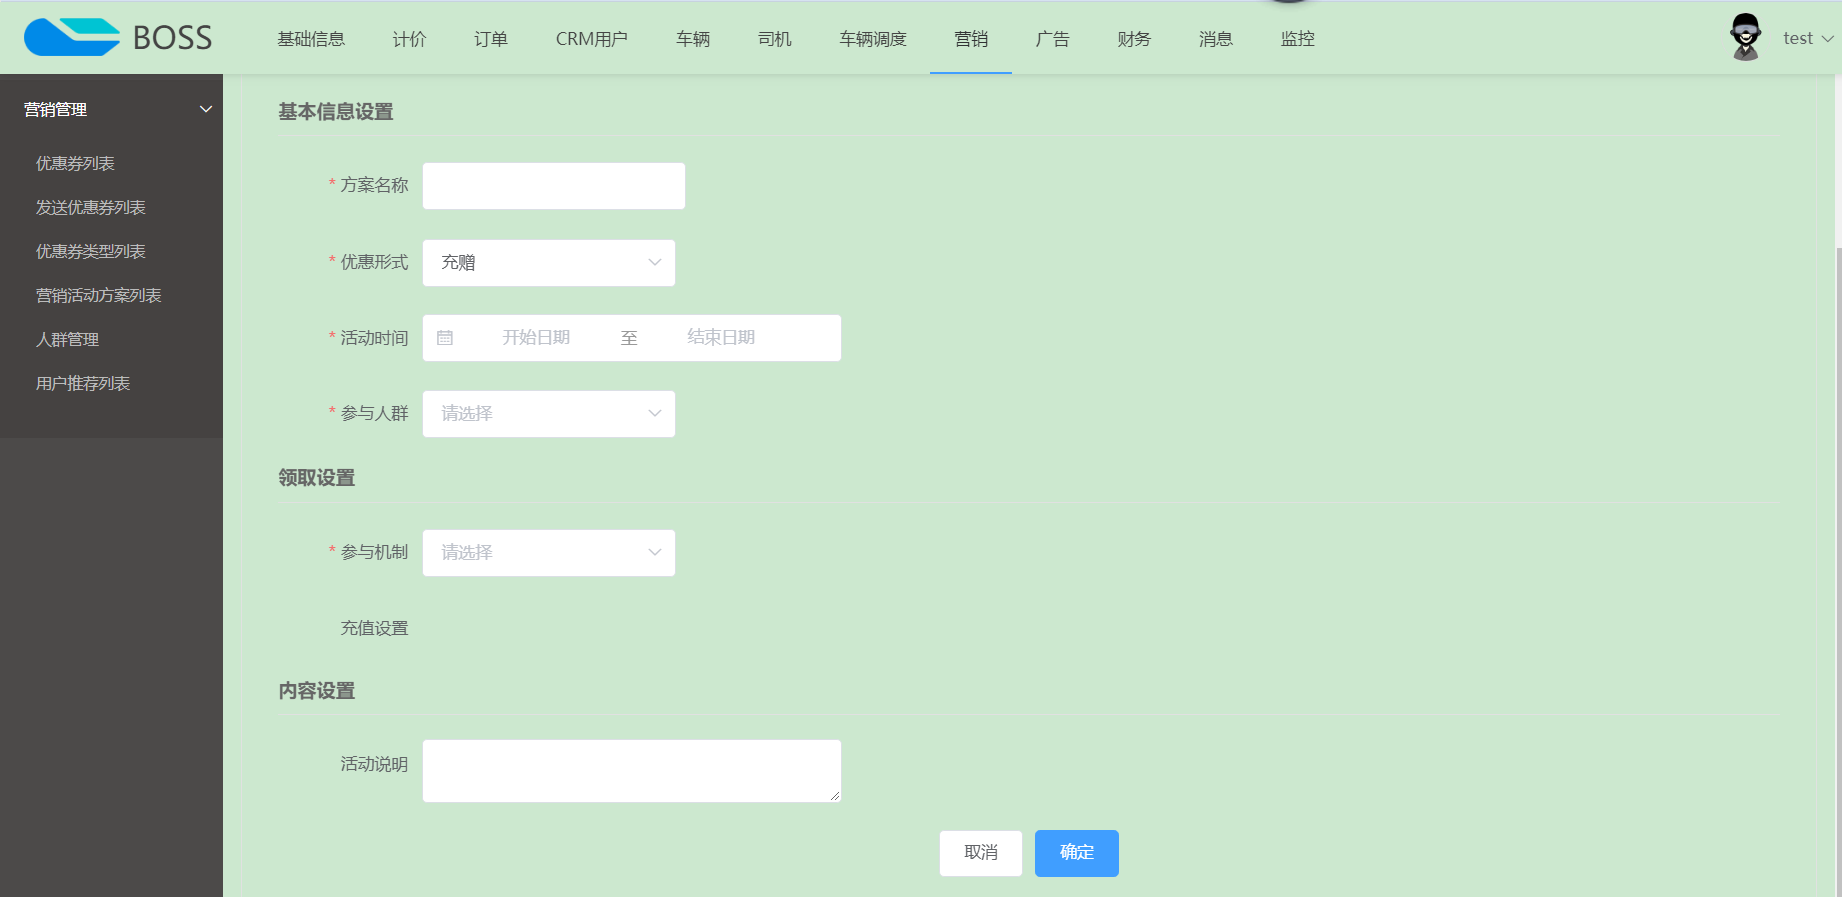 BOSS
基础信息 计价 订单 CRM用户 车辆 司机 车辆调度 营销 广告 财务 消息 监控
test
营销管理
优惠券列表
发送优惠券列表
优惠券类型列表
营销活动方案列表
人群管理
用户推荐列表
基本信息设置
* 方案名称
* 优惠形式 充赠
* 活动时间 开始日期 至 结束日期
* 参与人群 请选择
领取设置
* 参与机制 请选择
充值设置
内容设置
活动说明
取消 确定